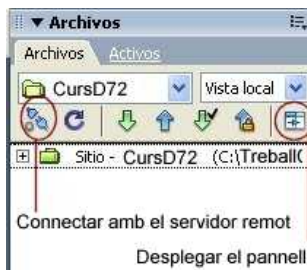 Archivos
Archivos Activos
CursD72 Vista local
Sitio - CursD72 (C:\Treball(
Connectar amb el servidor remot
Desplegar el pannell